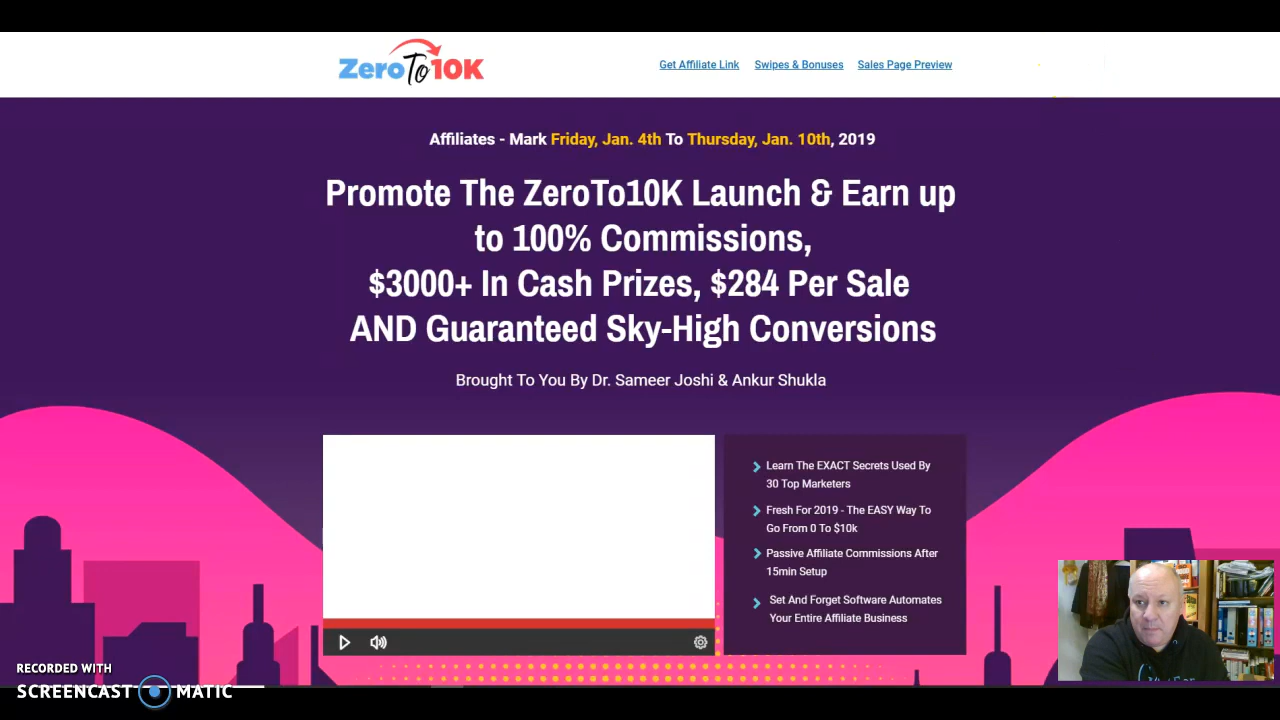 ZeroTo10K
Get Affiliate Link Swipes & Bonuses Sales Page Preview
Affiliates - Mark Friday, Jan. 4th To Thursday, Jan. 10th, 2019
Promote The ZeroTo10K Launch & Earn up
to 100% Commissions,
$3000+ In Cash Prizes, $284 Per Sale
AND Guaranteed Sky-High Conversions
Brought To You By Dr. Sameer Joshi & Ankur Shukla
Learn The EXACT Secrets Used By
30 Top Marketers
Fresh For 2019 - The EASY Way To
Go From 0 To $10k
Passive Affiliate Commissions After
15min Setup
Set And Forget Software Automates
Your Entire Affiliate Business
RECORDED WITH
SCREENCAST MATIC